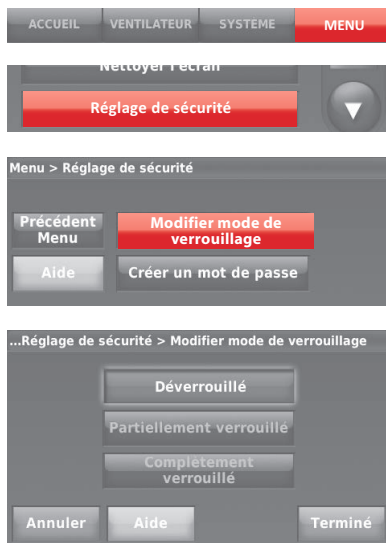 ACCUEIL VENTILATEUR SYSTEME MENU
Nettoyer l'écran
Réglage de sécurité
Menu > Réglage de sécurité
Précédent
Menu
Modifier mode de
verrouillage
Aide
Créer un mot de passe
...Réglage de sécurité > Modifier mode de verrouillage
Déverrouillé
Partiellement verrouillé
Complètement
verrouillé
Annuler Aide Terminé